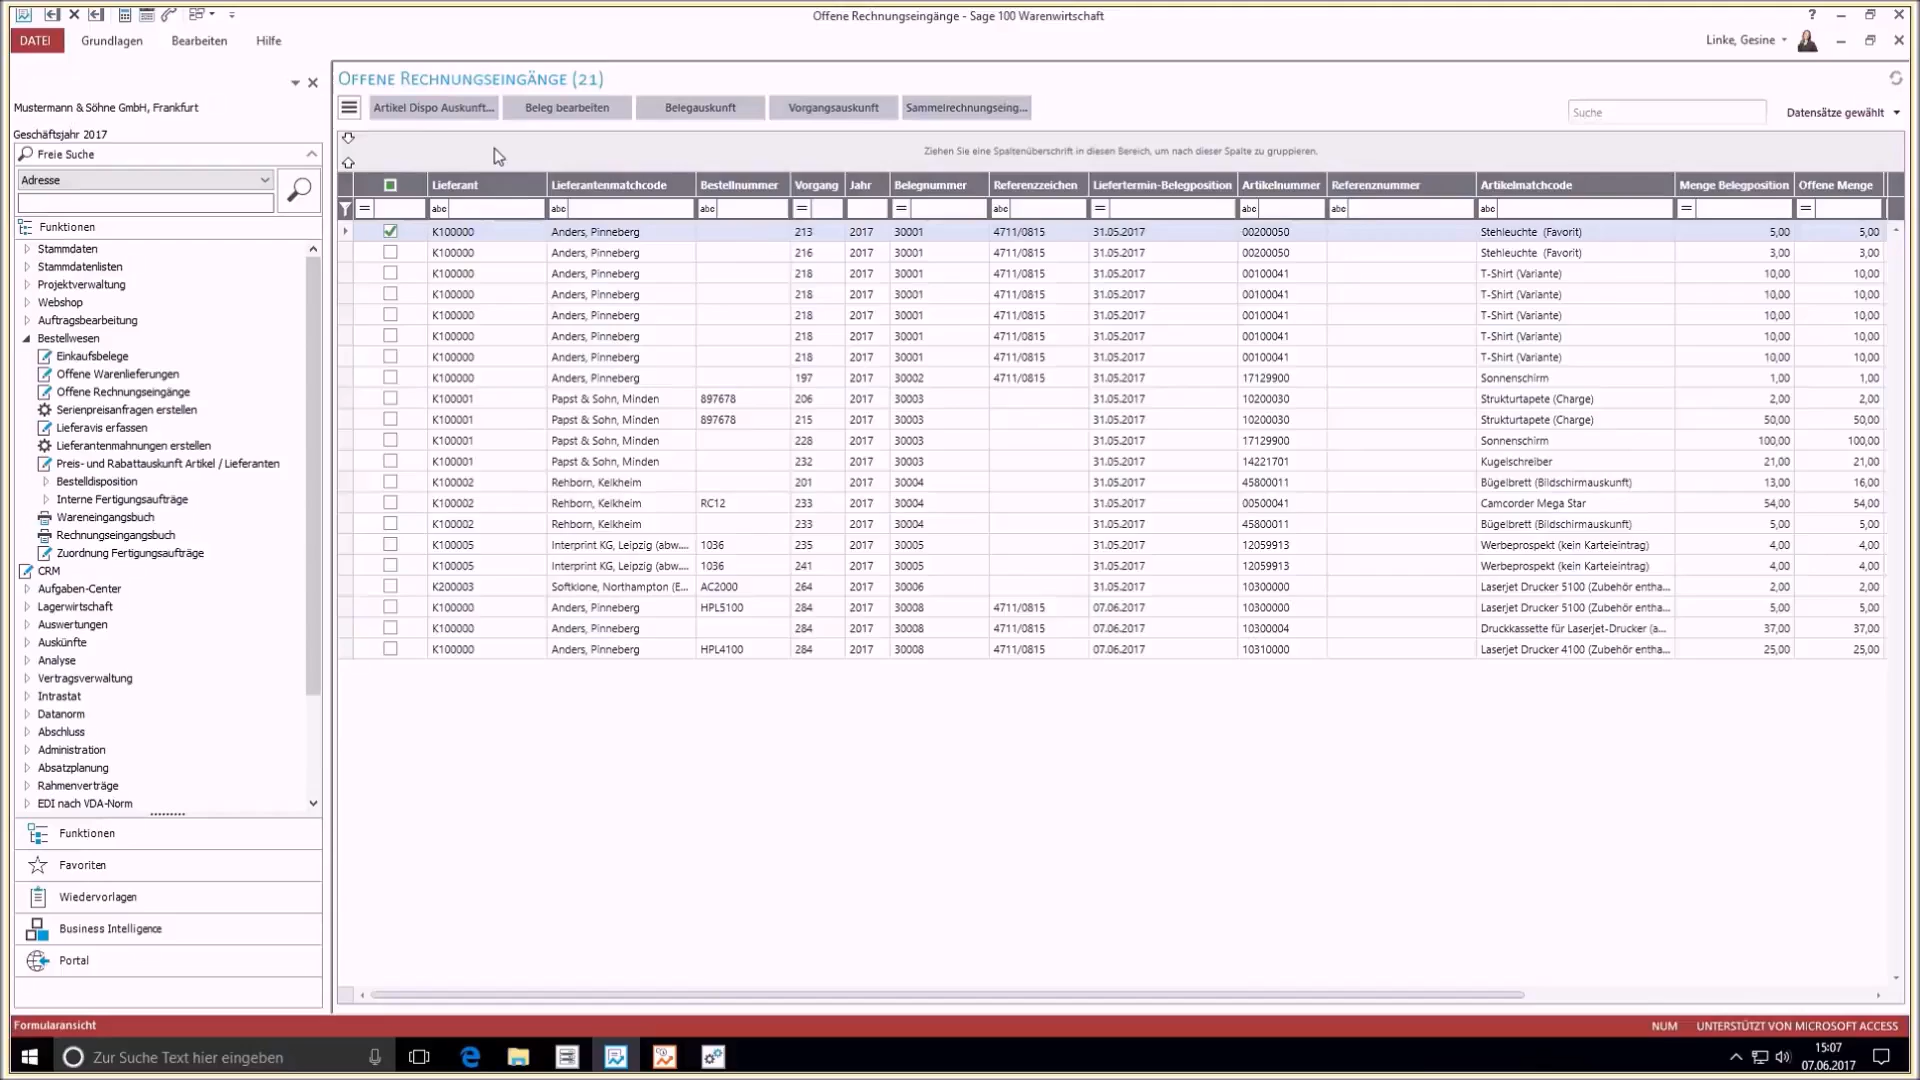 Offene Rechnungseingänge - Sage 100 Warenwirtschaft
?
DATEI Grundlagen Bearbeiten Hilfe
Linke, Gesine
Mustermann & Söhne GmbH, Frankfurt
Geschäftsjahr 2017
Freie Suche
Adresse
Funktionen
Stammdaten
Stammdatenlisten
Projektverwaltung
Webshop
Auftragsbearbeitung
Bestellwesen
Einkaufsbelege
Offene Warenlieferungen
Offene Rechnungseingänge
Serienpreisanfragen erstellen
Lieferavis erfassen
Lieferantenmahnungen erstellen
Preis- und Rabattauskunft Artikel / Lieferanten
Bestelldisposition
Interne Fertigungsaufträge
Wareneingangsbuch
Rechnungseingangsbuch
Zuordnung Fertigungsaufträge
CRM
Aufgaben-Center
Lagerwirtschaft
Auswertungen
Auskünfte
Analyse
Vertragsverwaltung
Intrastat
Datanorm
Abschluss
Administration
Absatzplanung
Rahmenverträge
EDI nach VDA-Norm
Funktionen
Favoriten
Wiedervorlagen
Business Intelligence
Portal
OFFENE RECHNUNGSEINGÄNGE (21)
Artikel Dispo Auskunft... Beleg bearbeiten Belegauskunft Vorgangsauskunft Sammelrechnungseing...
Suche Datensätze gewählt
Ziehen Sie eine Spaltenüberschrift in diesen Bereich, um nach dieser Spalte zu gruppieren.
Lieferant Lieferantenmatchcode Bestellnummer Vorgang Jahr Belegnummer Referenzzeichen Liefertermin-Belegposition Artikelnummer Referenznummer Artikelmatchcode Menge Belegposition Offene Menge
= abc abc abc = = abc = abc abc abc = =
K100000 Anders, Pinneberg 213 2017 30001 4711/0815 31.05.2017 00200050 Stehleuchte (Favorit) 5,00 5,00
K100000 Anders, Pinneberg 216 2017 30001 4711/0815 31.05.2017 00200050 Stehleuchte (Favorit) 3,00 3,00
K100000 Anders, Pinneberg 218 2017 30001 4711/0815 31.05.2017 00100041 T-Shirt (Variante) 10,00 10,00
K100000 Anders, Pinneberg 218 2017 30001 4711/0815 31.05.2017 00100041 T-Shirt (Variante) 10,00 10,00
K100000 Anders, Pinneberg 218 2017 30001 4711/0815 31.05.2017 00100041 T-Shirt (Variante) 10,00 10,00
K100000 Anders, Pinneberg 218 2017 30001 4711/0815 31.05.2017 00100041 T-Shirt (Variante) 10,00 10,00
K100000 Anders, Pinneberg 218 2017 30001 4711/0815 31.05.2017 00100041 T-Shirt (Variante) 10,00 10,00
K100000 Anders, Pinneberg 197 2017 30002 4711/0815 31.05.2017 17129900 Sonnenschirm 1,00 1,00
K100001 Papst & Sohn, Minden 897678 206 2017 30003 31.05.2017 10200030 Strukturtapete (Charge) 2,00 2,00
K100001 Papst & Sohn, Minden 897678 215 2017 30003 31.05.2017 10200030 Strukturtapete (Charge) 50,00 50,00
K100001 Papst & Sohn, Minden 228 2017 30003 31.05.2017 17129900 Sonnenschirm 100,00 100,00
K100001 Papst & Sohn, Minden 232 2017 30003 31.05.2017 14221701 Kugelschreiber 21,00 21,00
K100002 Rehborn, Kelkheim 201 2017 30004 31.05.2017 45800011 Bügelbrett (Bildschirmauskunft) 13,00 16,00
K100002 Rehborn, Kelkheim RC12 233 2017 30004 31.05.2017 00500041 Camcorder Mega Star 54,00 54,00
K100002 Rehborn, Kelkheim 233 2017 30004 31.05.2017 45800011 Bügelbrett (Bildschirmauskunft) 5,00 5,00
K100005 Interprint KG, Leipzig (abw.... 1036 235 2017 30005 31.05.2017 12059913 Werbeprospekt (kein Karteieintrag) 4,00 4,00
K100005 Interprint KG, Leipzig (abw.... 1036 241 2017 30005 31.05.2017 12059913 Werbeprospekt (kein Karteieintrag) 4,00 4,00
K200003 Softklone, Northampton (E... AC2000 264 2017 30006 31.05.2017 10300000 Laserjet Drucker 5100 (Zubehör entha... 2,00 2,00
K100000 Anders, Pinneberg HPL5100 284 2017 30008 4711/0815 07.06.2017 10300000 Laserjet Drucker 5100 (Zubehör entha... 5,00 5,00
K100000 Anders, Pinneberg 284 2017 30008 4711/0815 07.06.2017 10300004 Druckkassette für Laserjet-Drucker (a... 37,00 37,00
K100000 Anders, Pinneberg HPL4100 284 2017 30008 4711/0815 07.06.2017 10310000 Laserjet Drucker 4100 (Zubehör entha... 25,00 25,00
Formularansicht NUM UNTERSTÜTZT VON MICROSOFT ACCESS
Zur Suche Text hier eingeben
15:07
07.06.2017